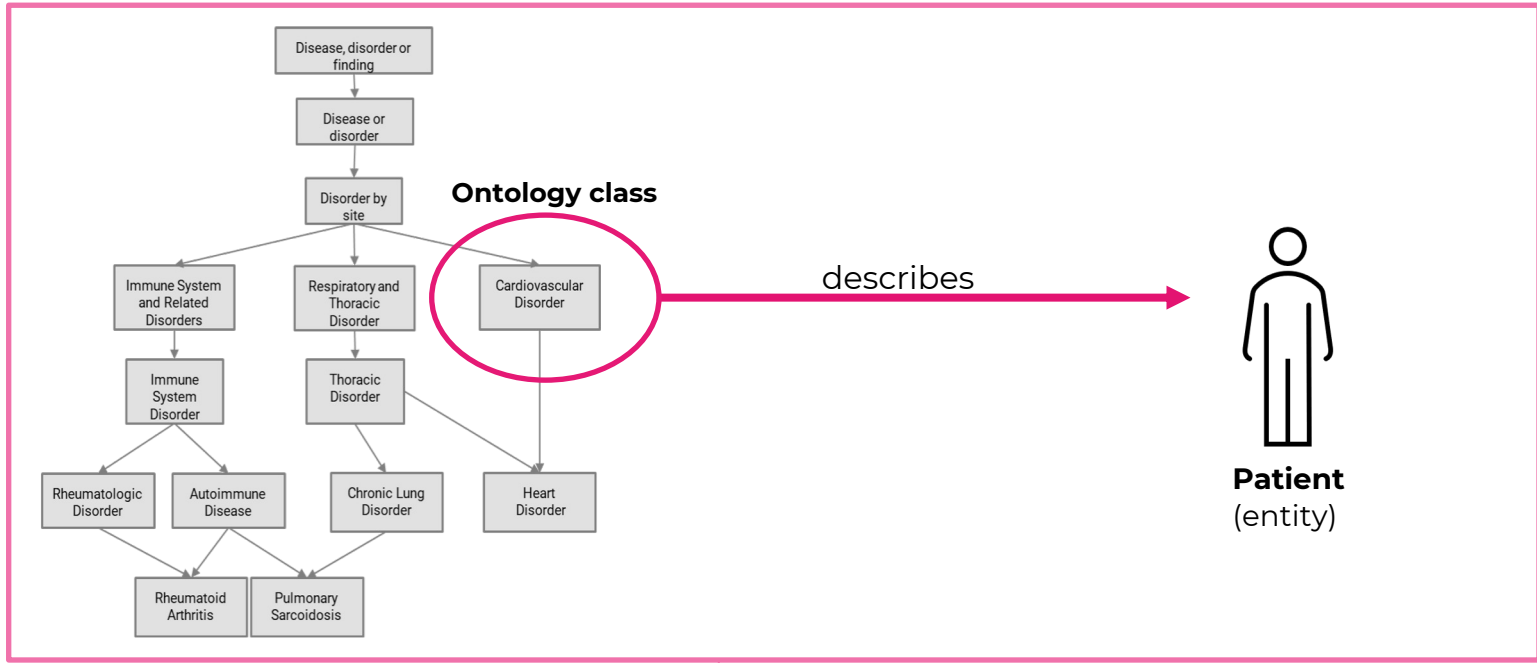 Disease, disorder or
finding
Disease or
disorder
Disorder by
site
Ontology class
Immune System
and Related
Disorders
Respiratory and
Thoracic
Disorder
Cardiovascular
Disorder
describes
Immune
System
Disorder
Thoracic
Disorder
Rheumatologic
Disorder
Autoimmune
Disease
Chronic Lung
Disorder
Heart
Disorder
Patient
(entity)
Rheumatoid
Arthritis
Pulmonary
Sarcoidosis